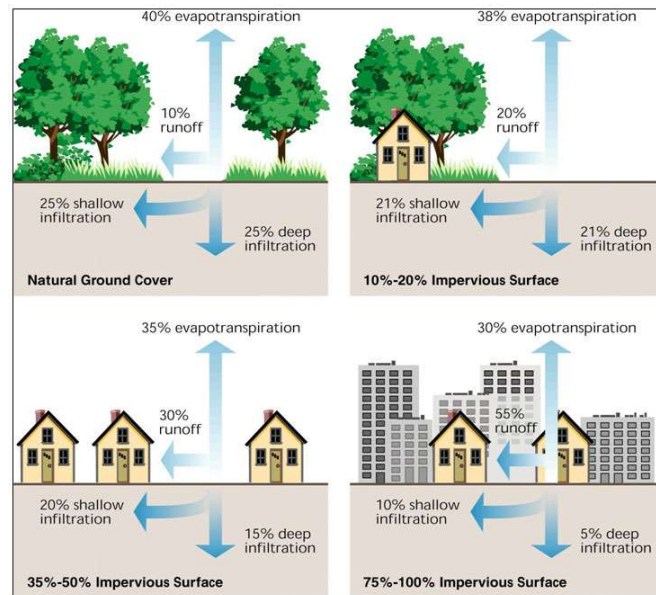 40% evapotranspiration
10%
runoff
25% shallow
infiltration
25% deep
infiltration
Natural Ground Cover
38% evapotranspiration
20%
runoff
21% shallow
infiltration
21% deep
infiltration
10%-20% Impervious Surface
35% evapotranspiration
30%
runoff
20% shallow
infiltration
15% deep
infiltration
35%-50% Impervious Surface
30% evapotranspiration
55%
runoff
10% shallow
infiltration
5% deep
infiltration
75%-100% Impervious Surface